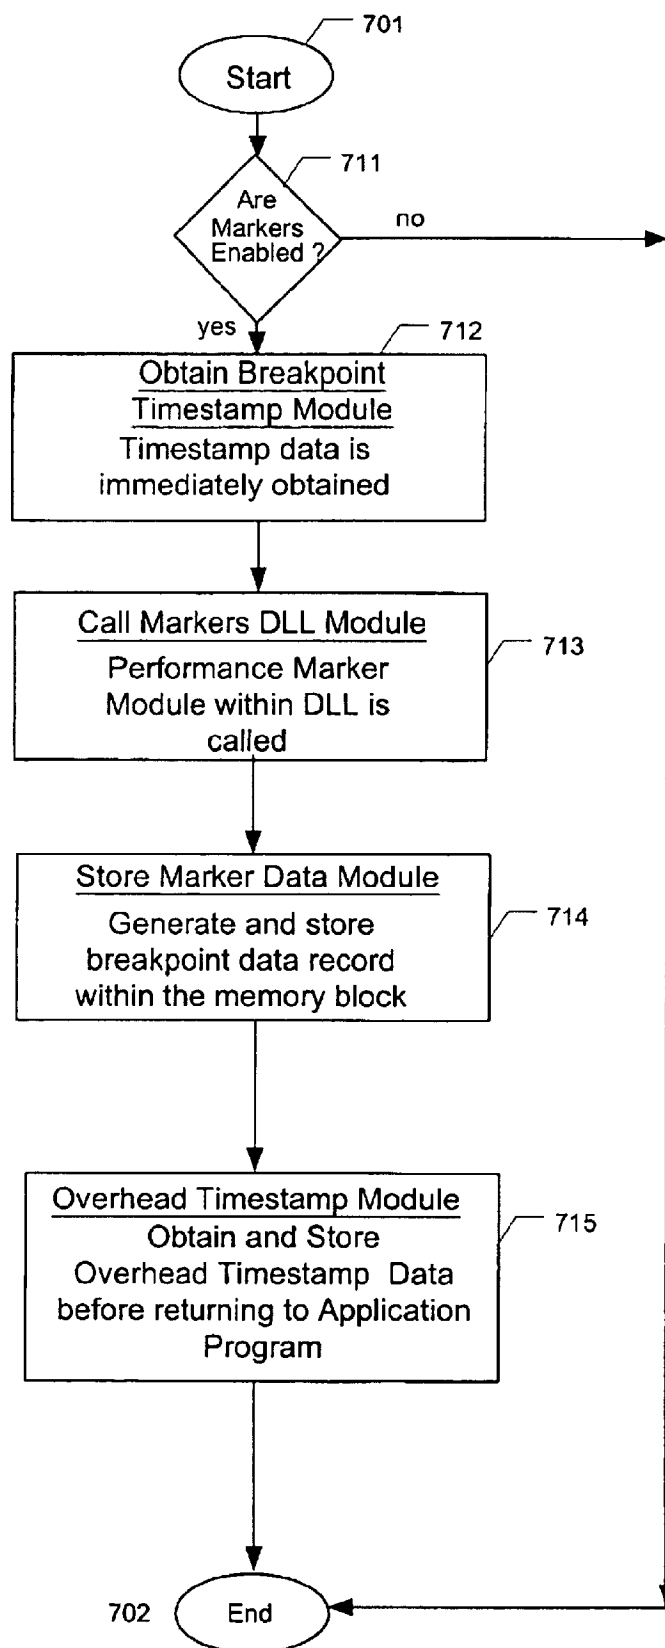 701
Start
711
Are
Markers
Enabled ?
no
yes
712
Obtain Breakpoint
Timestamp Module
Timestamp data is
immediately obtained
Call Markers DLL Module
713
Performance Marker
Module within DLL is
called
Store Marker Data Module
714
Generate and store
breakpoint data record
within the memory block
Overhead Timestamp Module
715
Obtain and Store
Overhead Timestamp Data
before returning to Application
Program
702
End